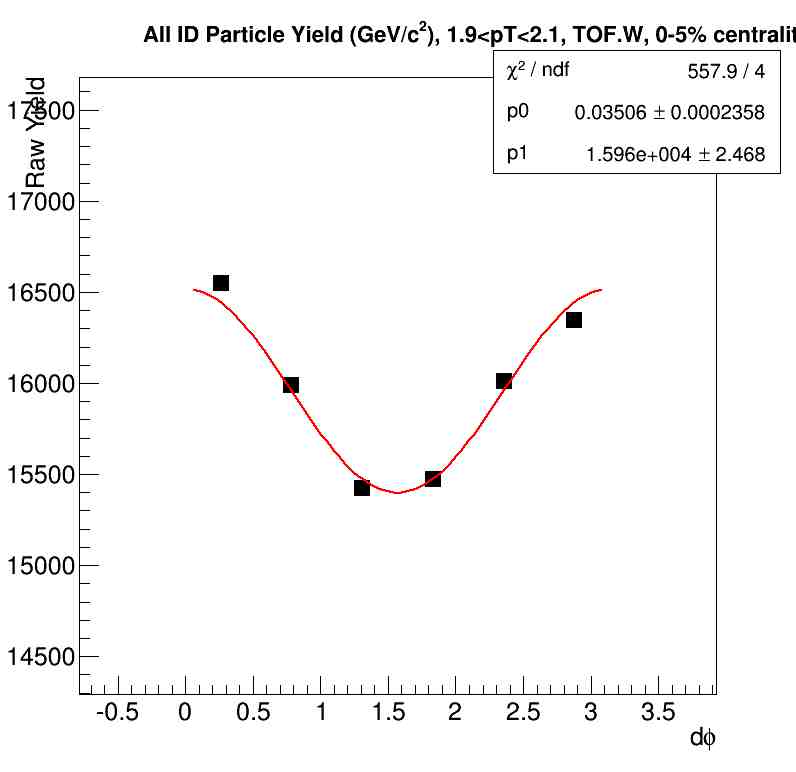 All ID Particle Yield (GeV/c²), 1.9<pT<2.1, TOF.W, 0-5% centralit
χ² / ndf 557.9 / 4
p0 0.03506 ± 0.0002358
p1 1.596e+004 ± 2.468
Raw Yield
17500
17000
16500
16000
15500
15000
14500
-0.5 0 0.5 1 1.5 2 2.5 3 3.5
dϕ